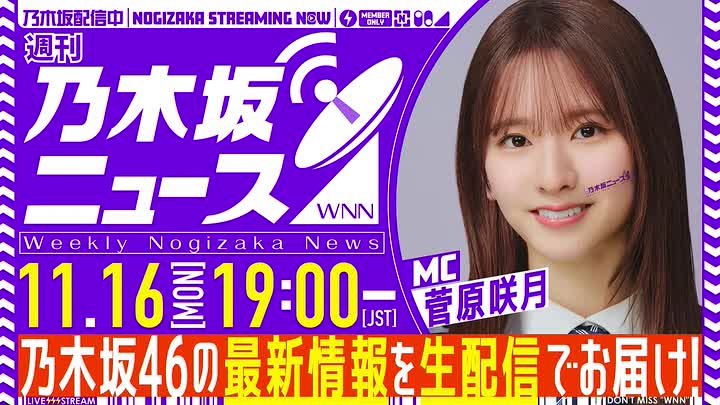 乃木坂配信中 NOGIZAKA STREAMING NOW MEMBER ONLY
週刊
乃木坂
ニュース
WNN
Weekly Nogizaka News
乃木坂ニュース
MC
菅原咲月
11.16[MON]19:00—[JST]
乃木坂46の最新情報を生配信でお届け!
LIVE STREAM
DON'T MISS "WNN"